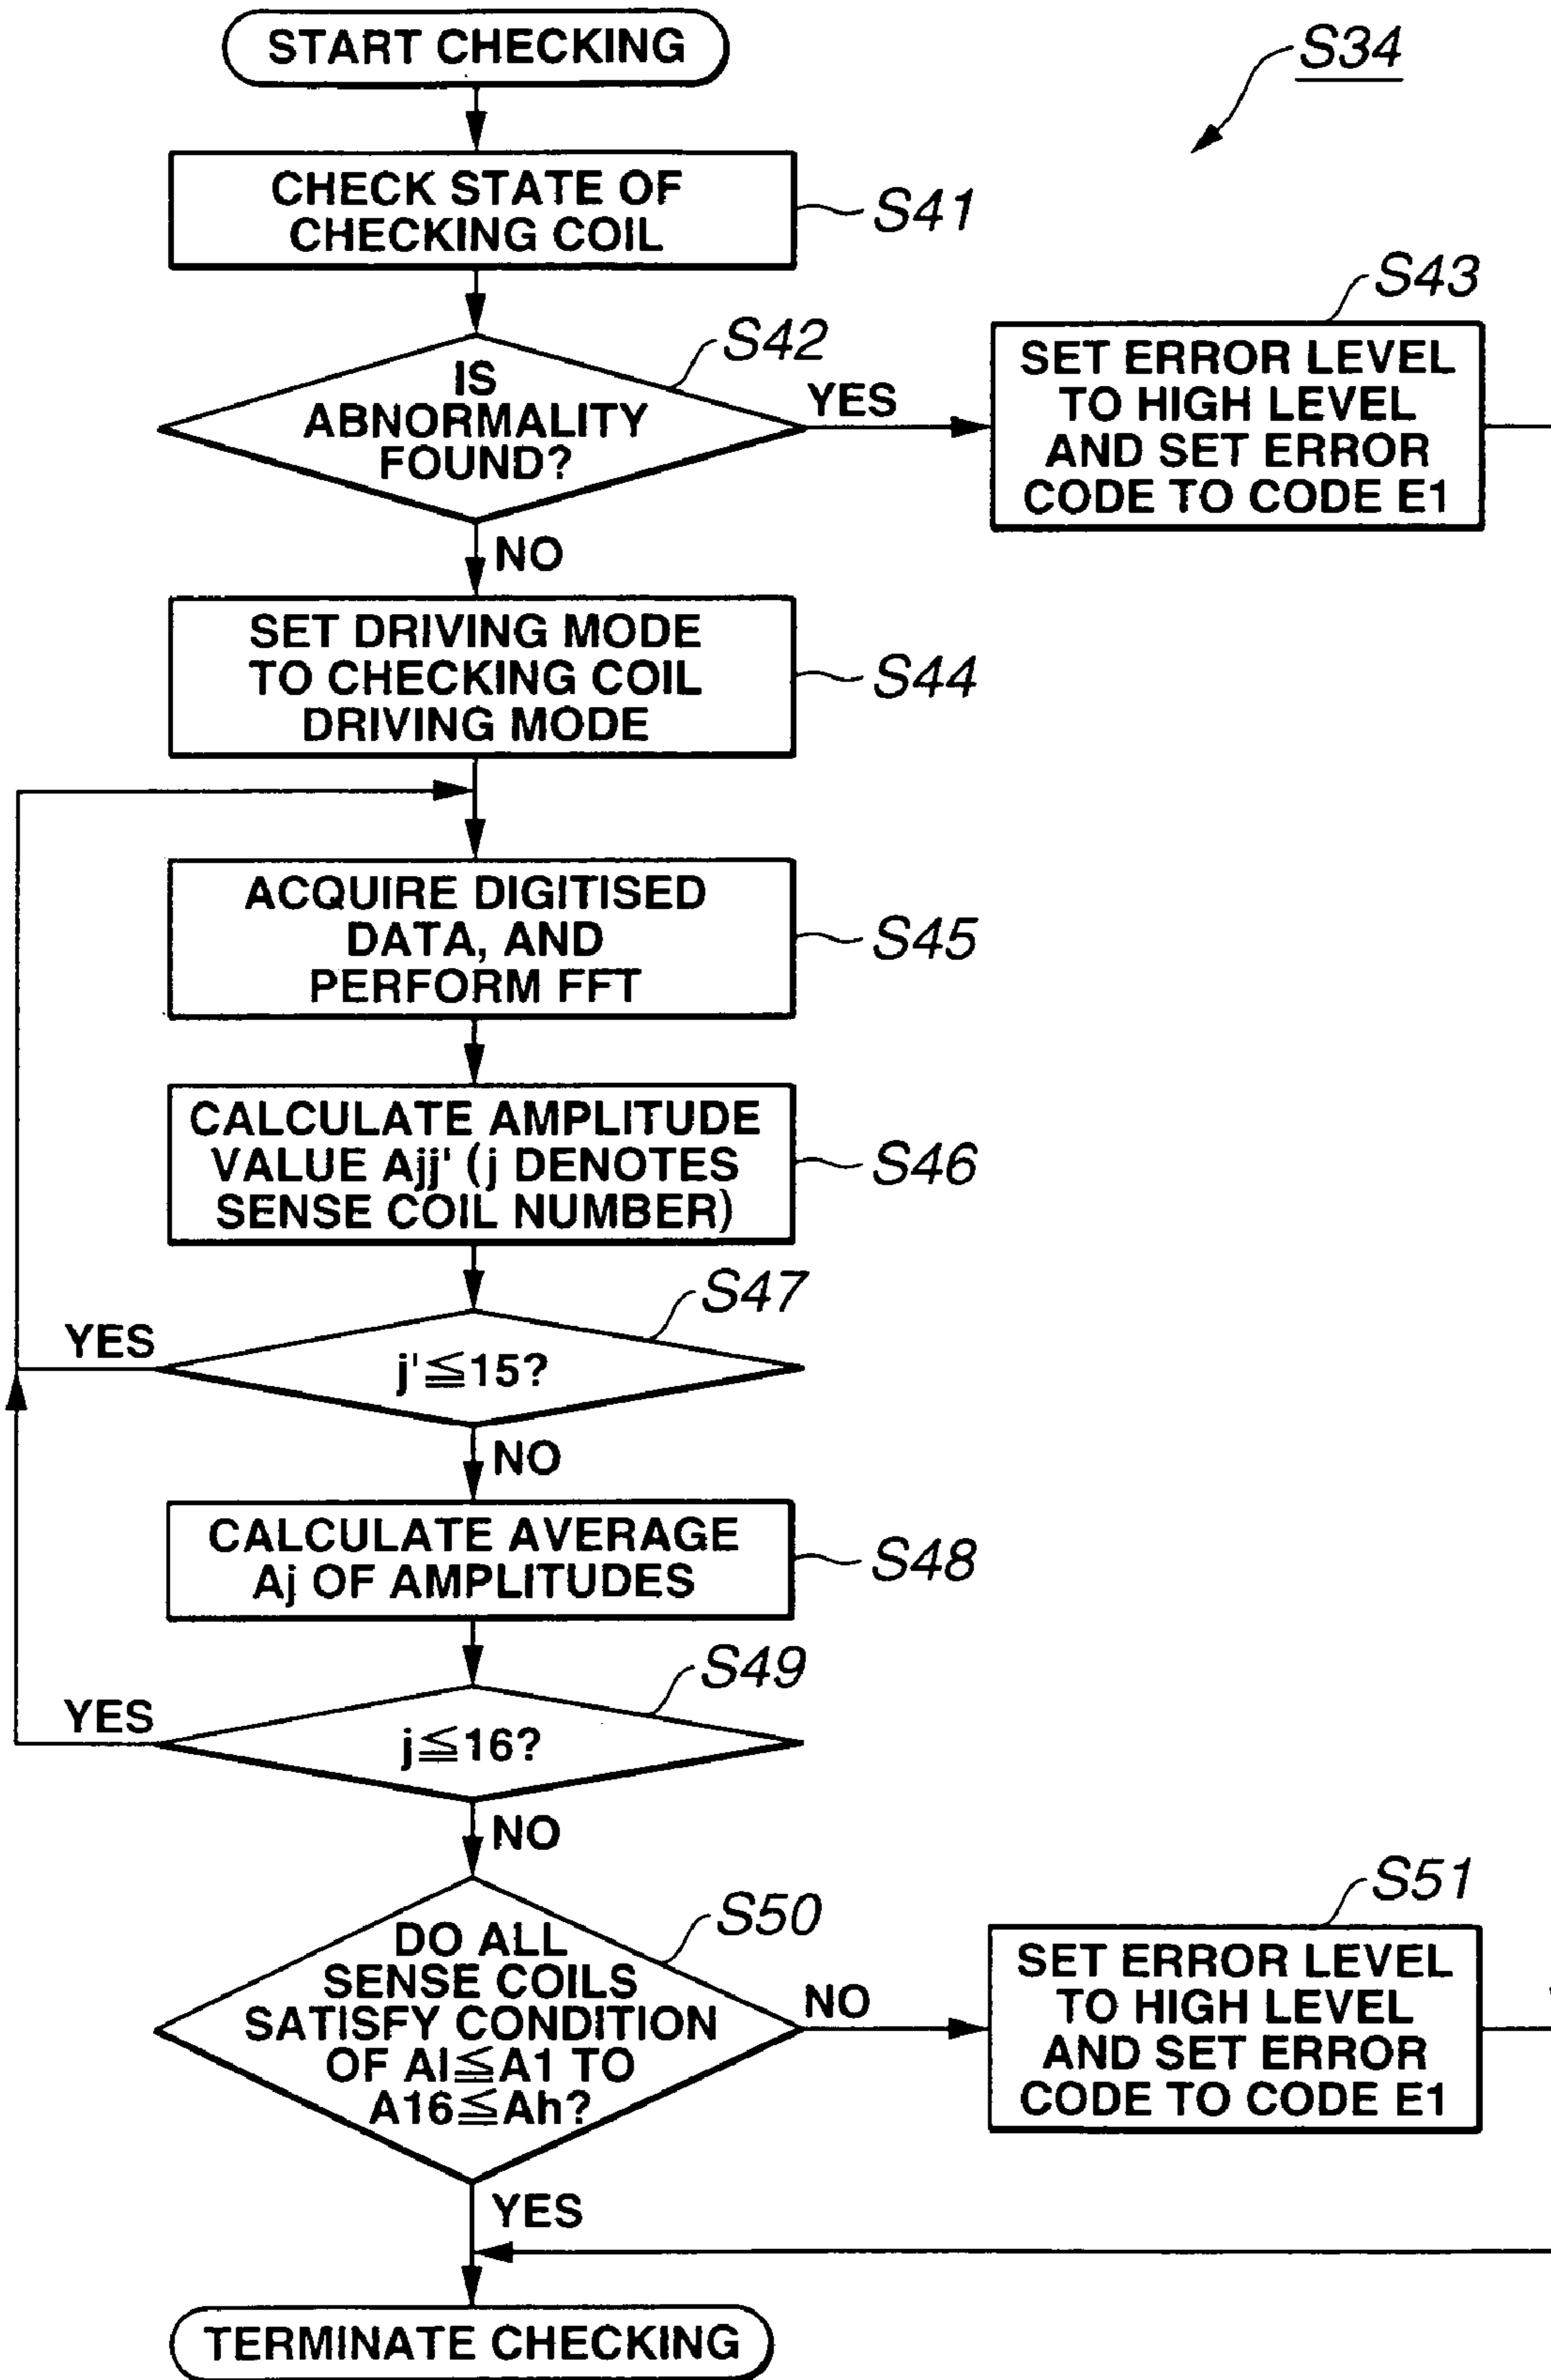 START CHECKING
S34
CHECK STATE OF
CHECKING COIL
S41
S42
IS
ABNORMALITY
FOUND?
YES
S43
SET ERROR LEVEL
TO HIGH LEVEL
AND SET ERROR
CODE TO CODE E1
NO
SET DRIVING MODE
TO CHECKING COIL
DRIVING MODE
S44
ACQUIRE DIGITISED
DATA, AND
PERFORM FFT
S45
CALCULATE AMPLITUDE
VALUE Ajj' (j DENOTES
SENSE COIL NUMBER)
S46
S47
YES
j'≦15?
NO
CALCULATE AVERAGE
Aj OF AMPLITUDES
S48
S49
YES
j≦16?
NO
S50
DO ALL
SENSE COILS
SATISFY CONDITION
OF Al≦A1 TO
A16≦Ah?
NO
S51
SET ERROR LEVEL
TO HIGH LEVEL
AND SET ERROR
CODE TO CODE E1
YES
TERMINATE CHECKING